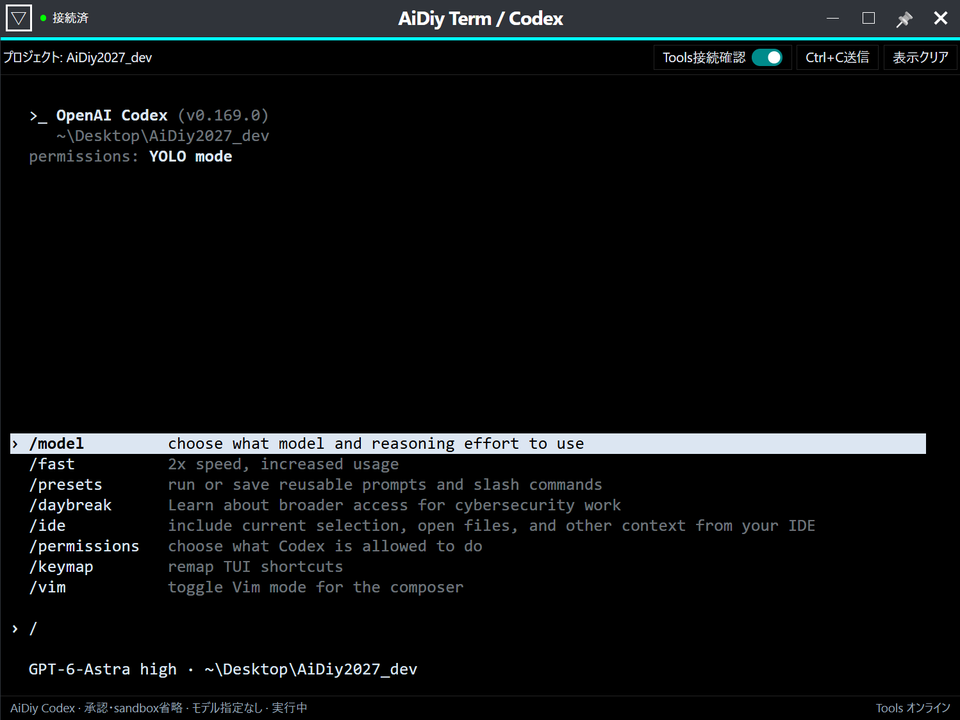 接続済
AiDiy Term / Codex
プロジェクト: AiDiy2027_dev
Tools接続確認
Ctrl+C送信
表示クリア
>_ OpenAI Codex (v0.169.0)
~\Desktop\AiDiy2027_dev
permissions: YOLO mode
› /model choose what model and reasoning effort to use
/fast 2x speed, increased usage
/presets run or save reusable prompts and slash commands
/daybreak Learn about broader access for cybersecurity work
/ide include current selection, open files, and other context from your IDE
/permissions choose what Codex is allowed to do
/keymap remap TUI shortcuts
/vim toggle Vim mode for the composer
› /
GPT-6-Astra high · ~\Desktop\AiDiy2027_dev
AiDiy Codex · 承認・sandbox省略 · モデル指定なし · 実行中
Tools オンライン